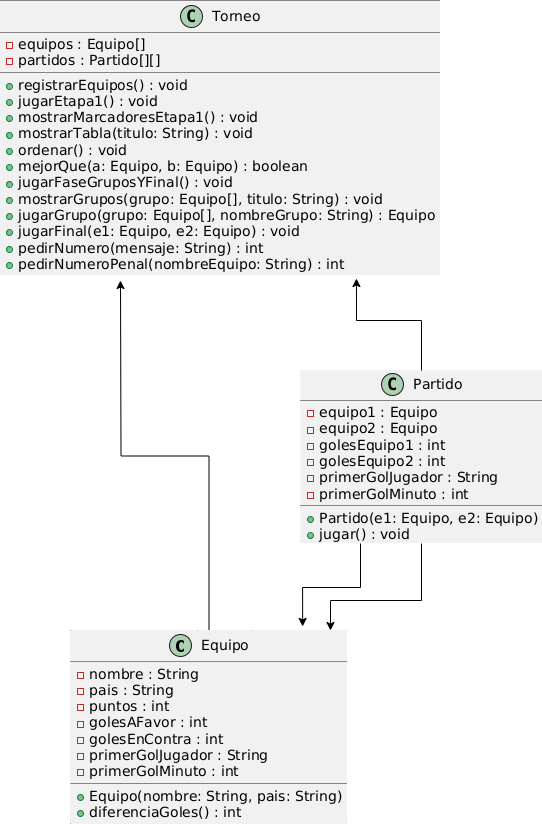 C Torneo
equipos : Equipo[]
partidos : Partido[][]
registrarEquipos() : void
jugarEtapa1() : void
mostrarMarcadoresEtapa1() : void
mostrarTabla(titulo: String) : void
ordenar() : void
mejorQue(a: Equipo, b: Equipo) : boolean
jugarFaseGruposYFinal() : void
mostrarGrupos(grupo: Equipo[], titulo: String) : void
jugarGrupo(grupo: Equipo[], nombreGrupo: String) : Equipo
jugarFinal(e1: Equipo, e2: Equipo) : void
pedirNumero(mensaje: String) : int
pedirNumeroPenal(nombreEquipo: String) : int
C Partido
equipo1 : Equipo
equipo2 : Equipo
golesEquipo1 : int
golesEquipo2 : int
primerGolJugador : String
primerGolMinuto : int
Partido(e1: Equipo, e2: Equipo)
jugar() : void
C Equipo
nombre : String
pais : String
puntos : int
golesAFavor : int
golesEnContra : int
primerGolJugador : String
primerGolMinuto : int
Equipo(nombre: String, pais: String)
diferenciaGoles() : int